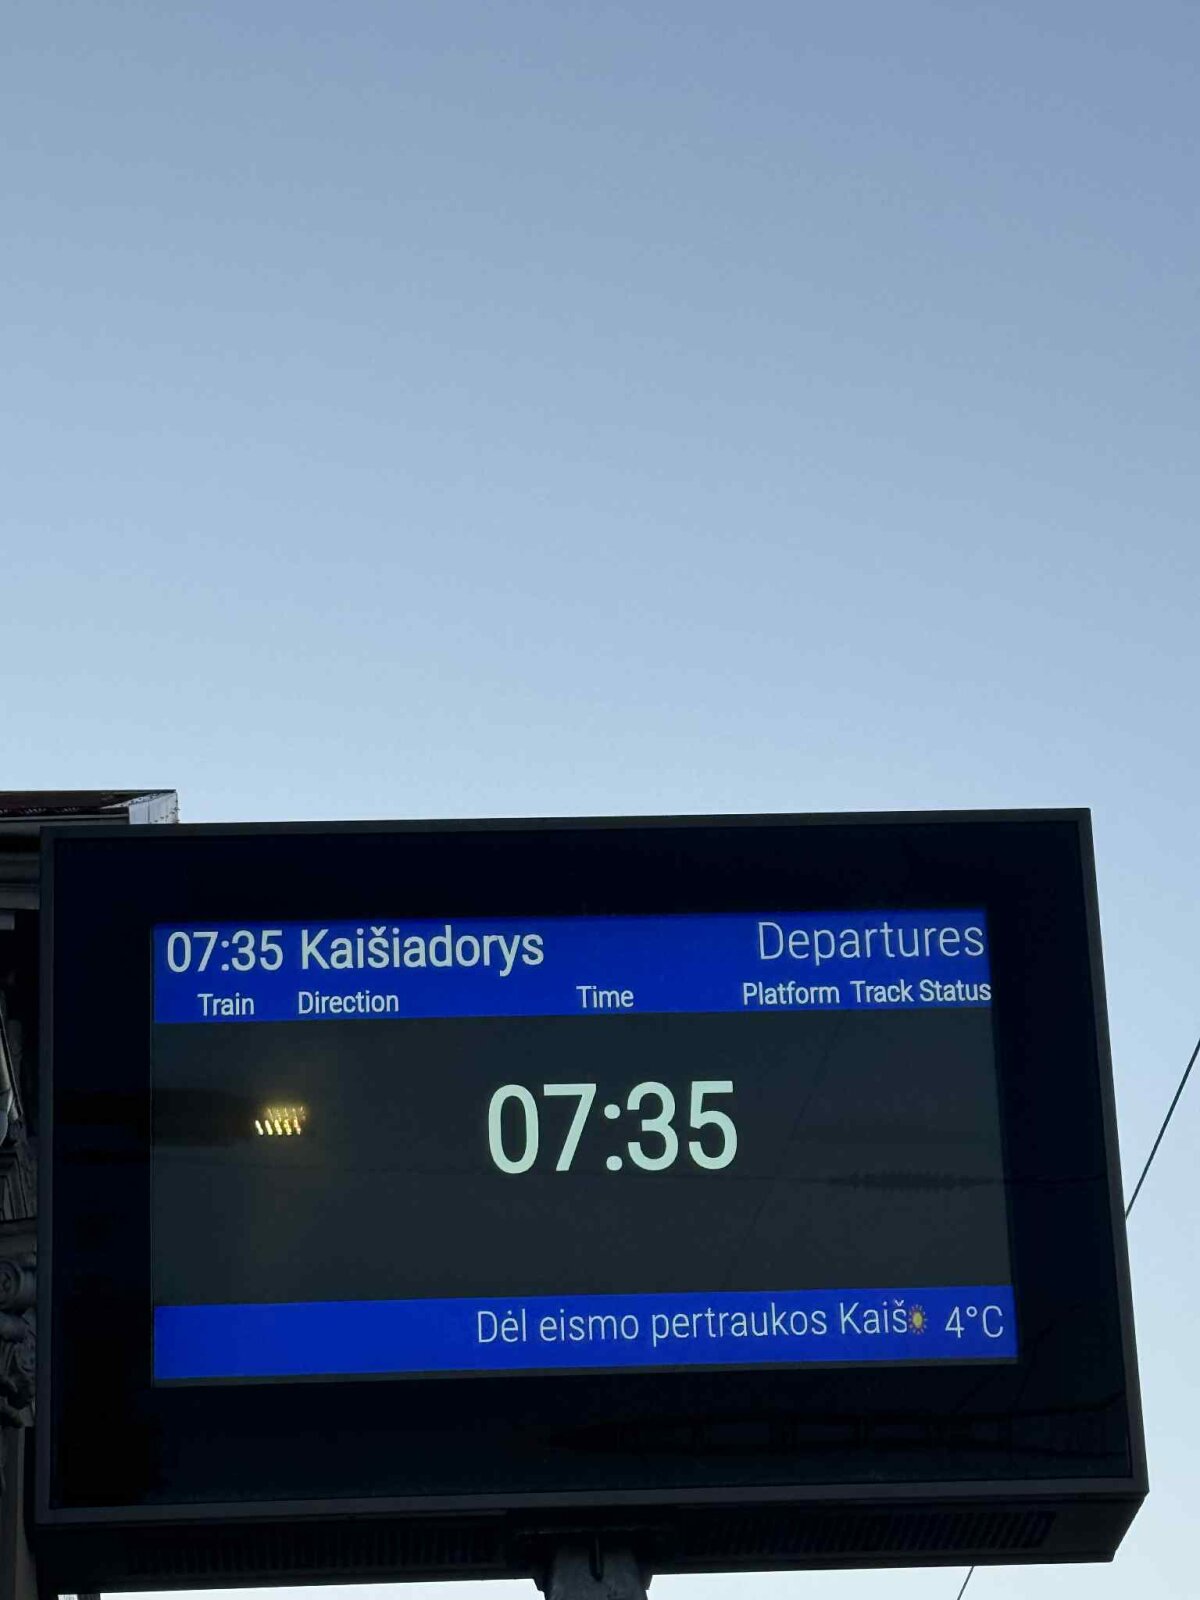 07:35 Kaišiadorys Departures
Train Direction Time Platform Track Status
07:35
Dėl eismo pertraukos Kaiš 4°C